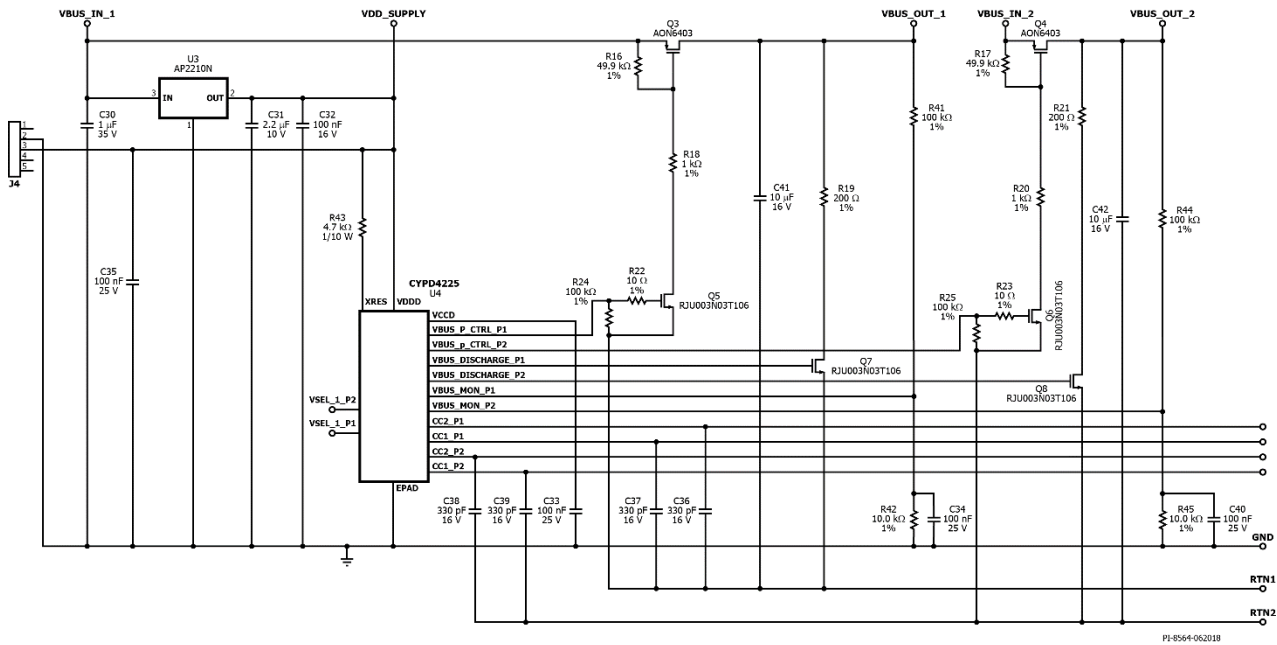 VBUS_IN_1
VDD_SUPPLY
Q3
AON6403
VBUS_OUT_1
VBUS_IN_2
Q4
AON6403
VBUS_OUT_2
R16
49.9 kΩ
1%
R17
49.9 kΩ
1%
U3
AP2210N
3
IN
OUT
2
1
C30
1 µF
35 V
C31
2.2 µF
10 V
C32
100 nF
16 V
R41
100 kΩ
1%
R21
200 Ω
1%
1
2
3
4
5
J4
R18
1 kΩ
1%
C41
10 µF
16 V
R19
200 Ω
1%
R20
1 kΩ
1%
C42
10 µF
16 V
R44
100 kΩ
1%
R43
4.7 kΩ
1/10 W
C35
100 nF
25 V
CYPD4225
U4
XRES
VDDD
R24
100 kΩ
1%
R22
10 Ω
1%
Q5
RJU003N03T106
R25
100 kΩ
1%
R23
10 Ω
1%
Q6
RJU003N03T106
VCCD
VBUS_P_CTRL_P1
VBUS_p_CTRL_P2
VBUS_DISCHARGE_P1
VBUS_DISCHARGE_P2
VBUS_MON_P1
VBUS_MON_P2
CC2_P1
CC1_P1
CC2_P2
CC1_P2
Q7
RJU003N03T106
Q8
RJU003N03T106
VSEL_1_P2
VSEL_1_P1
EPAD
C38
330 pF
16 V
C39
330 pF
16 V
C33
100 nF
25 V
C37
330 pF
16 V
C36
330 pF
16 V
R42
10.0 kΩ
1%
C34
100 nF
25 V
R45
10.0 kΩ
1%
C40
100 nF
25 V
GND
RTN1
RTN2
PI-8564-062018